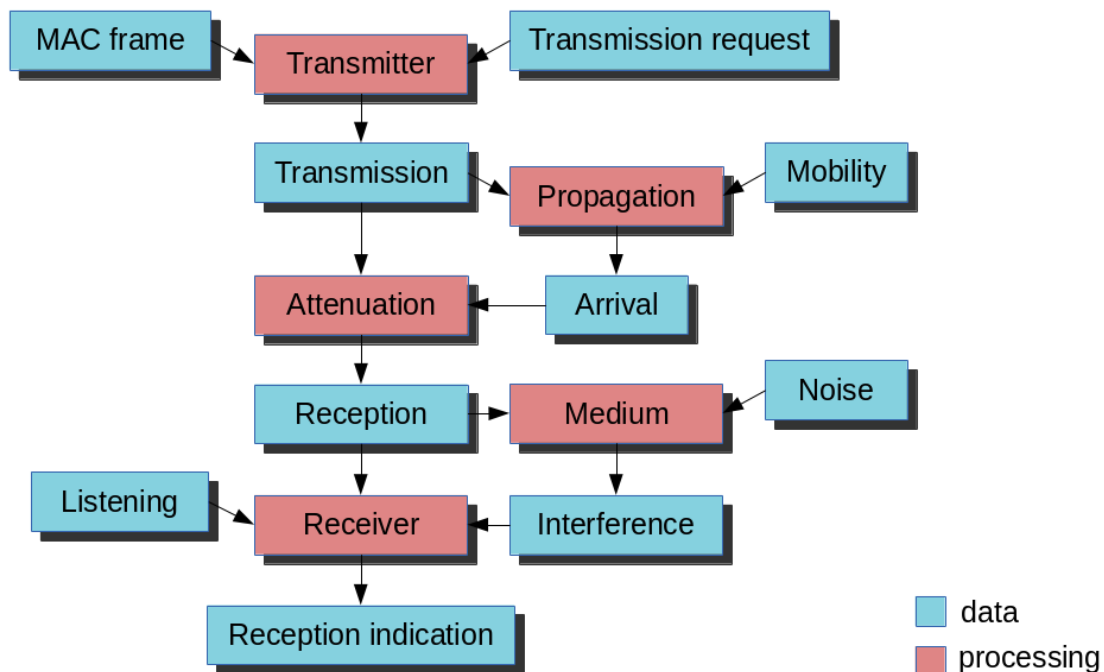 MAC frame
Transmission request
Transmitter
Transmission
Mobility
Propagation
Attenuation
Arrival
Noise
Reception
Medium
Listening
Receiver
Interference
Reception indication
data
processing